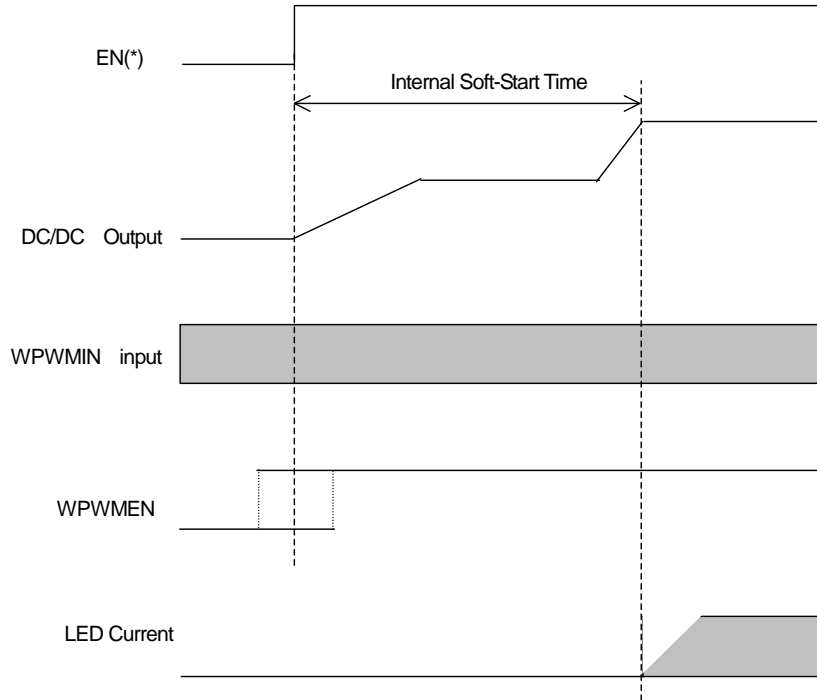 EN(*)
Internal Soft-Start Time
DC/DC Output
WPWMIN input
WPWMEN
LED Current